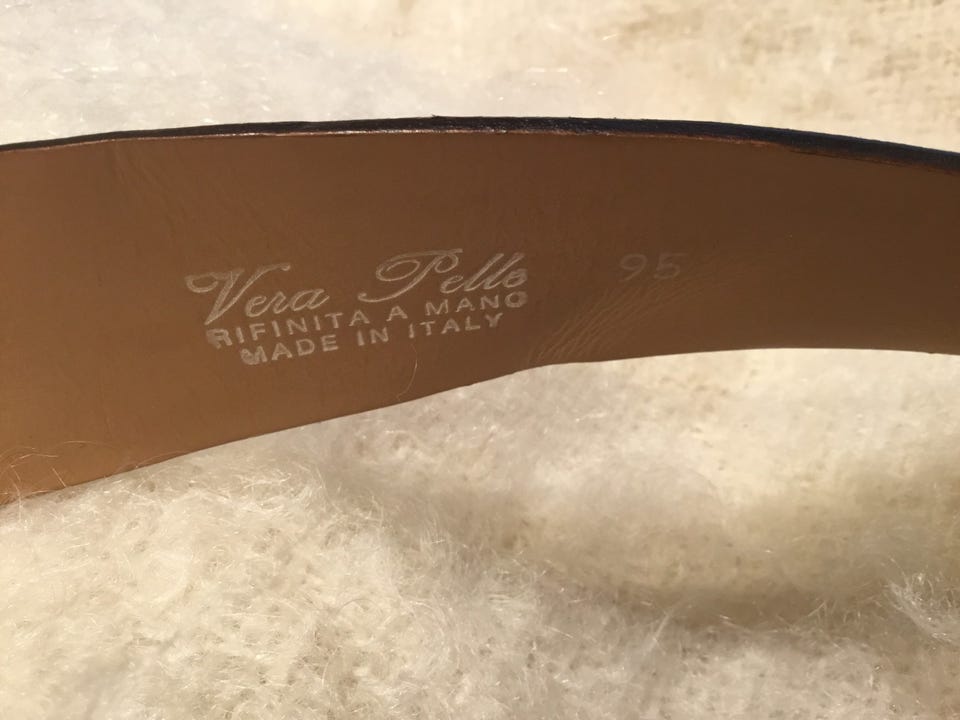 Vera Pelle
RIFINITA A MANO
MADE IN ITALY
95